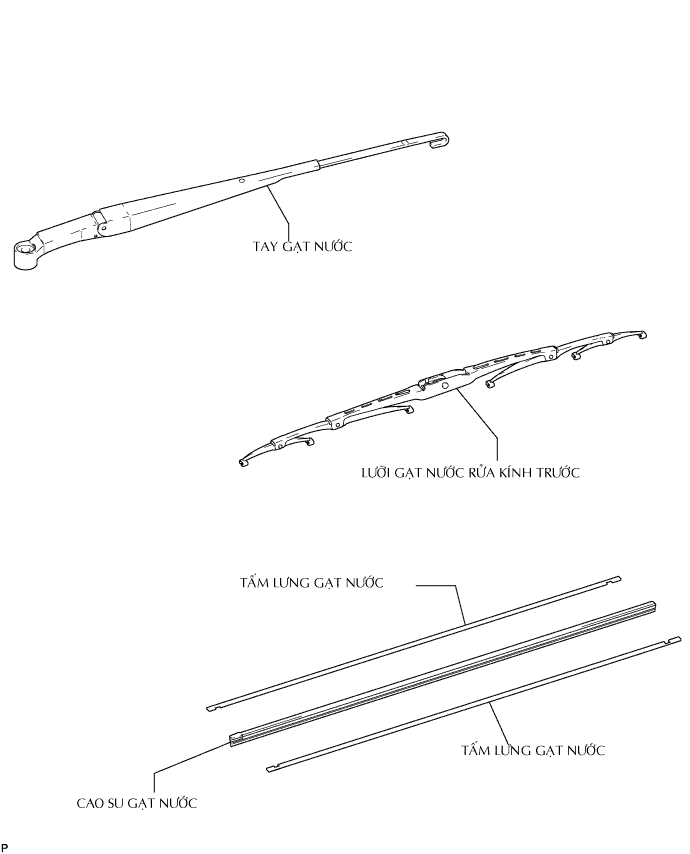 TAY GẠT NƯỚC
LƯỠI GẠT NƯỚC RỬA KÍNH TRƯỚC
TẤM LƯNG GẠT NƯỚC
TẤM LƯNG GẠT NƯỚC
CAO SU GẠT NƯỚC
P